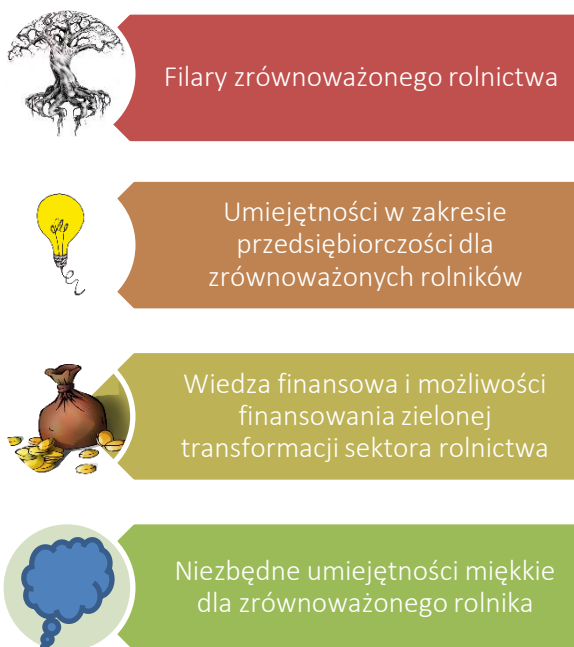 Filary zrównoważonego rolnictwa
Umiejętności w zakresie
przedsiębiorczości dla
zrównoważonych rolników
Wiedza finansowa i możliwości
finansowania zielonej
transformacji sektora rolnictwa
Niezbędne umiejętności miękkie
dla zrównoważonego rolnika